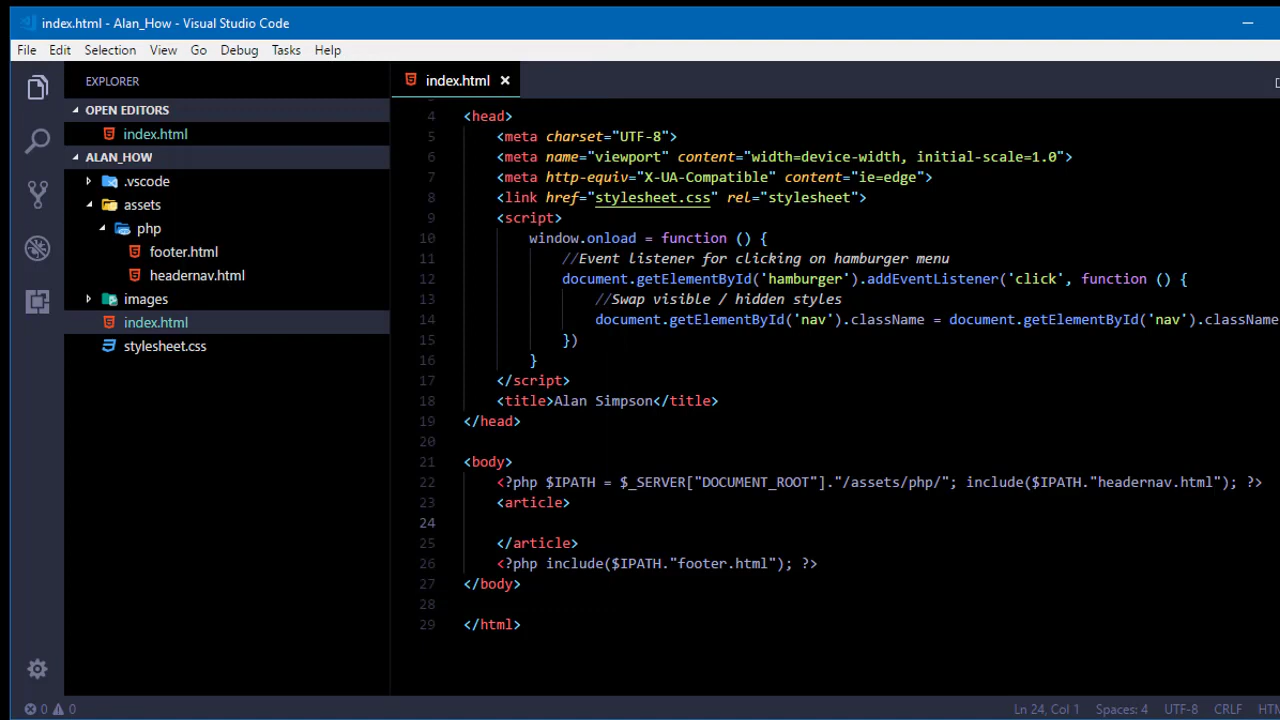 index.html - Alan_How - Visual Studio Code
File Edit Selection View Go Debug Tasks Help
EXPLORER
OPEN EDITORS
index.html
ALAN_HOW
.vscode
assets
php
footer.html
headernav.html
images
index.html
stylesheet.css
index.html
4 <head>
5 <meta charset="UTF-8">
6 <meta name="viewport" content="width=device-width, initial-scale=1.0">
7 <meta http-equiv="X-UA-Compatible" content="ie=edge">
8 <link href="stylesheet.css" rel="stylesheet">
9 <script>
10 window.onload = function () {
11 //Event listener for clicking on hamburger menu
12 document.getElementById('hamburger').addEventListener('click', function () {
13 //Swap visible / hidden styles
14 document.getElementById('nav').className = document.getElementById('nav').className
15 })
16 }
17 </script>
18 <title>Alan Simpson</title>
19 </head>
20
21 <body>
22 <?php $IPATH = $_SERVER["DOCUMENT_ROOT"]."/assets/php/"; include($IPATH."headernav.html"); ?>
23 <article>
24
25 </article>
26 <?php include($IPATH."footer.html"); ?>
27 </body>
28
29 </html>
0 0 Ln 24, Col 1 Spaces: 4 UTF-8 CRLF